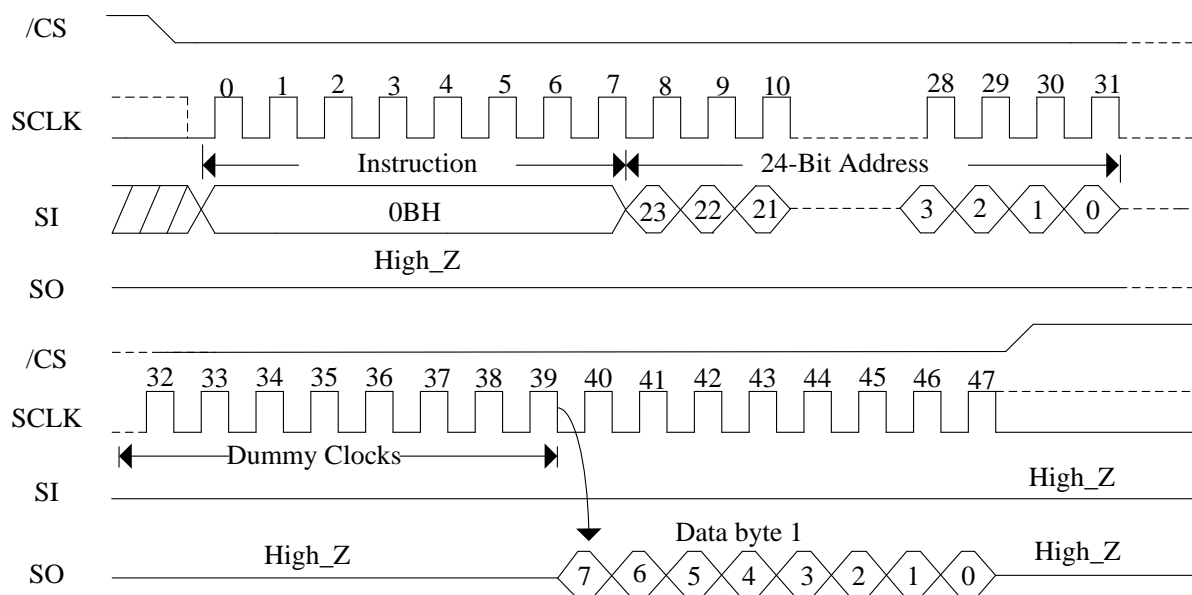 /CS
0 1 2 3 4 5 6 7 8 9 10 28 29 30 31
SCLK
Instruction 24-Bit Address
SI 0BH 23 22 21 3 2 1 0
High_Z
SO
/CS
32 33 34 35 36 37 38 39 40 41 42 43 44 45 46 47
SCLK
Dummy Clocks
SI High_Z
Data byte 1
High_Z High_Z
SO 7 6 5 4 3 2 1 0